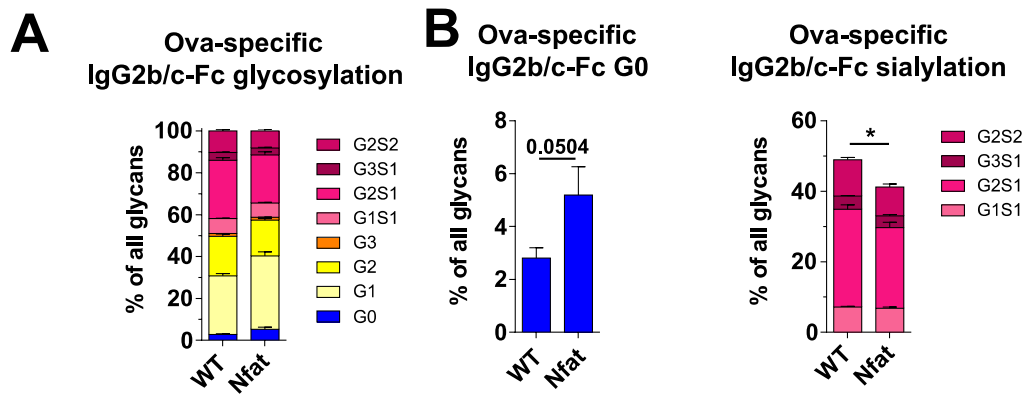 A
Ova-specific
IgG2b/c-Fc glycosylation
% of all glycans
100
80
60
40
20
0
WT
Nfat
G2S2
G3S1
G2S1
G1S1
G3
G2
G1
G0
B
Ova-specific
IgG2b/c-Fc G0
% of all glycans
8
6
4
2
0
0.0504
WT
Nfat
Ova-specific
IgG2b/c-Fc sialylation
% of all glycans
60
40
20
0
*
WT
Nfat
G2S2
G3S1
G2S1
G1S1